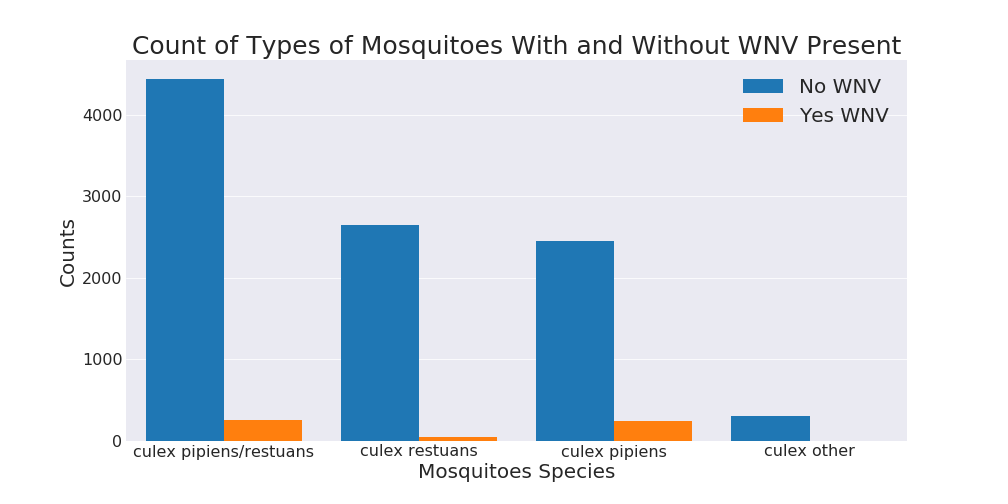 Count of Types of Mosquitoes With and Without WNV Present
No WNV
Yes WNV
4000
3000
2000
1000
0
Counts
culex pipiens/restuans
culex restuans
culex pipiens
culex other
Mosquitoes Species